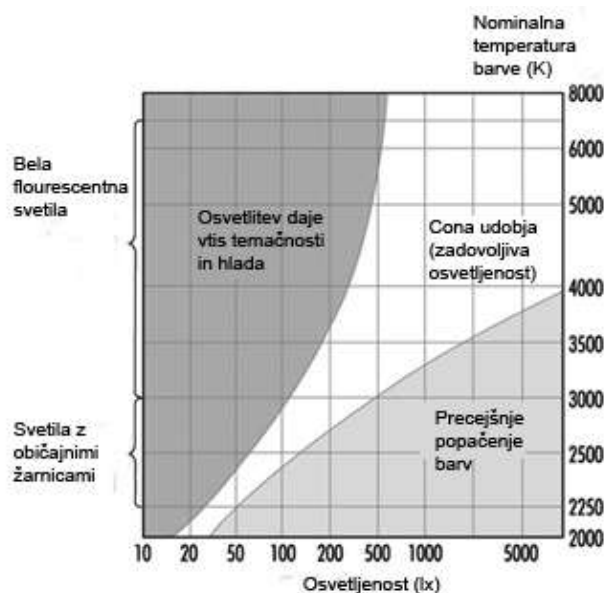 Nominalna
temperatura
barve (K)
8000
6000
5000
4000
3500
3000
2500
2250
2000
Bela
flourescentna
svetila
Osvetlitev daje
vtis temačnosti
in hlada
Cona udobja
(zadovoljiva
osvetljenost)
Svetila z
običajnimi
žarnicami
Precejšnje
popačenje
barv
10 20 50 100 200 500 1000 5000
Osvetljenost (lx)